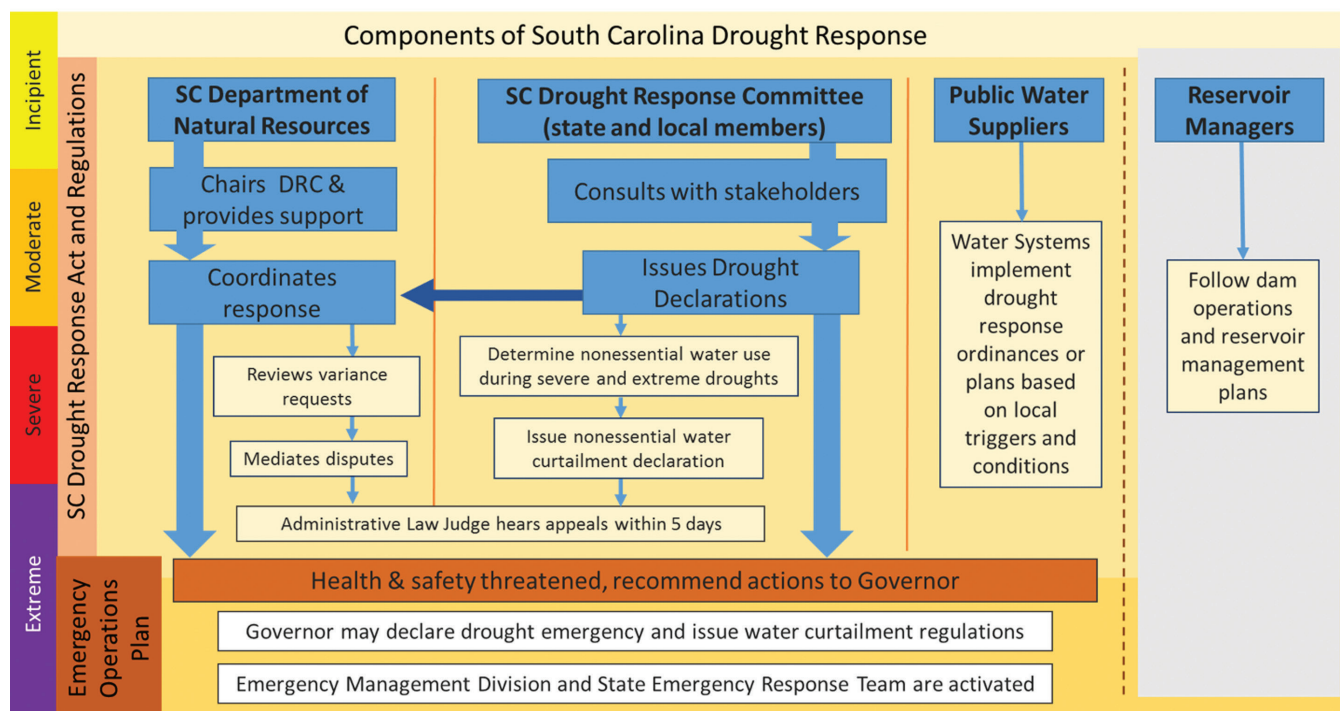 Components of South Carolina Drought Response
Incipient
Moderate
Severe
Extreme
SC Drought Response Act and Regulations
Emergency
Operations
Plan
SC Department of
Natural Resources
Chairs DRC &
provides support
Coordinates
response
Reviews variance
requests
Mediates disputes
SC Drought Response Committee
(state and local members)
Consults with stakeholders
Issues Drought
Declarations
Determine nonessential water use
during severe and extreme droughts
Issue nonessential water
curtailment declaration
Administrative Law Judge hears appeals within 5 days
Public Water
Suppliers
Water Systems
implement
drought
response
ordinances or
plans based
on local
triggers and
conditions
Reservoir
Managers
Follow dam
operations
and reservoir
management
plans
Health & safety threatened, recommend actions to Governor
Governor may declare drought emergency and issue water curtailment regulations
Emergency Management Division and State Emergency Response Team are activated